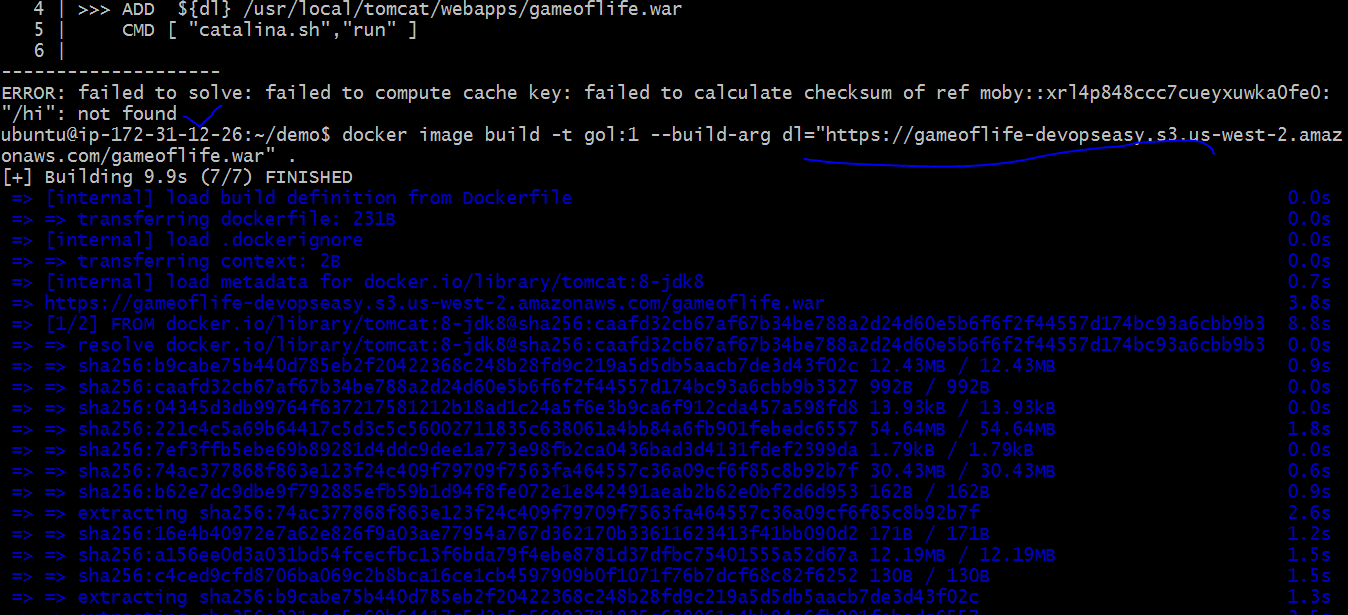 4 | >>> ADD  ${dl} /usr/local/tomcat/webapps/gameoflife.war
5 |     CMD [ "catalina.sh","run" ]
6 |
--------------------
ERROR: failed to solve: failed to compute cache key: failed to calculate checksum of ref moby::xrl4p848ccc7cueyxuwka0fe0:
"/hi": not found
ubuntu@ip-172-31-12-26:~/demo$ docker image build -t gol:1 --build-arg dl="https://gameoflife-devopseasy.s3.us-west-2.amaz
onaws.com/gameoflife.war" .
[+] Building 9.9s (7/7) FINISHED
=> [internal] load build definition from Dockerfile 0.0s
=> => transferring dockerfile: 231B 0.0s
=> [internal] load .dockerignore 0.0s
=> => transferring context: 2B 0.0s
=> [internal] load metadata for docker.io/library/tomcat:8-jdk8 0.7s
=> https://gameoflife-devopseasy.s3.us-west-2.amazonaws.com/gameoflife.war 3.8s
=> [1/2] FROM docker.io/library/tomcat:8-jdk8@sha256:caafd32cb67af67b34be788a2d24d60e5b6f6f2f44557d174bc93a6cbb9b3 8.8s
=> => resolve docker.io/library/tomcat:8-jdk8@sha256:caafd32cb67af67b34be788a2d24d60e5b6f6f2f44557d174bc93a6cbb9b3 0.0s
=> => sha256:b9cabe75b440d785eb2f20422368c248b28fd9c219a5d5db5aacb7de3d43f02c 12.43MB / 12.43MB 0.9s
=> => sha256:caafd32cb67af67b34be788a2d24d60e5b6f6f2f44557d174bc93a6cbb9b3327 992B / 992B 0.0s
=> => sha256:04345d3db99764f637217581212b18ad1c24a5f6e3b9ca6f912cda457a598fd8 13.93kB / 13.93kB 0.0s
=> => sha256:221c4c5a69b64417c5d3c5c56002711835c638061a4bb84a6fb901febedc6557 54.64MB / 54.64MB 1.8s
=> => sha256:7ef3ffb5ebe69b89281d4ddc9dee1a773e98fb2ca0436bad3d4131fdef2399da 1.79kB / 1.79kB 0.0s
=> => sha256:74ac377868f863e123f24c409f79709f7563fa464557c36a09cf6f85c8b92b7f 30.43MB / 30.43MB 0.6s
=> => sha256:b62e7dc9dbe9f792885efb59b1d94f8fe072e1e842491aeab2b62e0bf2d6d953 162B / 162B 0.9s
=> => extracting sha256:74ac377868f863e123f24c409f79709f7563fa464557c36a09cf6f85c8b92b7f 2.6s
=> => sha256:16e4b40972e7a62e826f9a03ae77954a767d362170b33611623413f41bb090d2 171B / 171B 1.2s
=> => sha256:a156ee0d3a031bd54fcecfbc13f6bda79f4ebe8781d37dfbc75401555a52d67a 12.19MB / 12.19MB 1.5s
=> => sha256:c4ced9cfd8706ba069c2b8bca16ce1cb4597909b0f1071f76b7dcf68c82f6252 130B / 130B 1.5s
=> => extracting sha256:b9cabe75b440d785eb2f20422368c248b28fd9c219a5d5db5aacb7de3d43f02c 1.3s